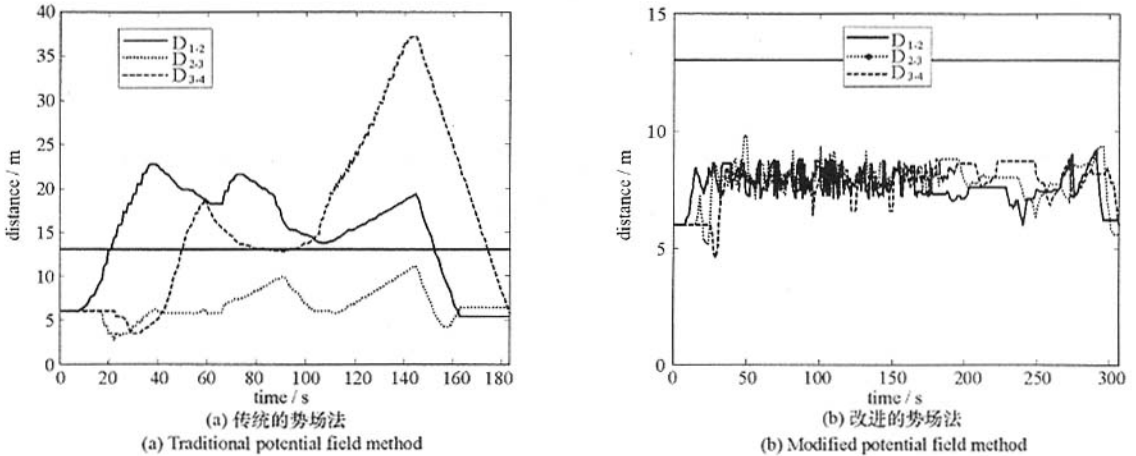 40
35
30
25
20
15
10
5
0
distance / m
D1-2
D2-3
D3-4
0 20 40 60 80 100 120 140 160 180
time / s
(a) 传统的势场法
(a) Traditional potential field method
15
10
5
0
distance / m
D1-2
D2-3
D3-4
0 50 100 150 200 250 300
time / s
(b) 改进的势场法
(b) Modified potential field method